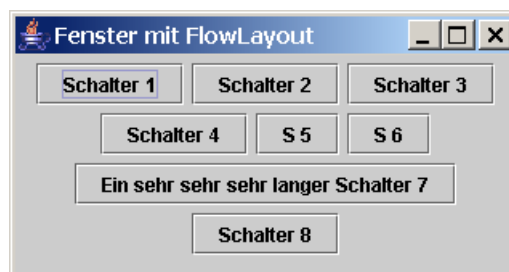 Fenster mit FlowLayout
Schalter 1 Schalter 2 Schalter 3
Schalter 4 S 5 S 6
Ein sehr sehr sehr langer Schalter 7
Schalter 8